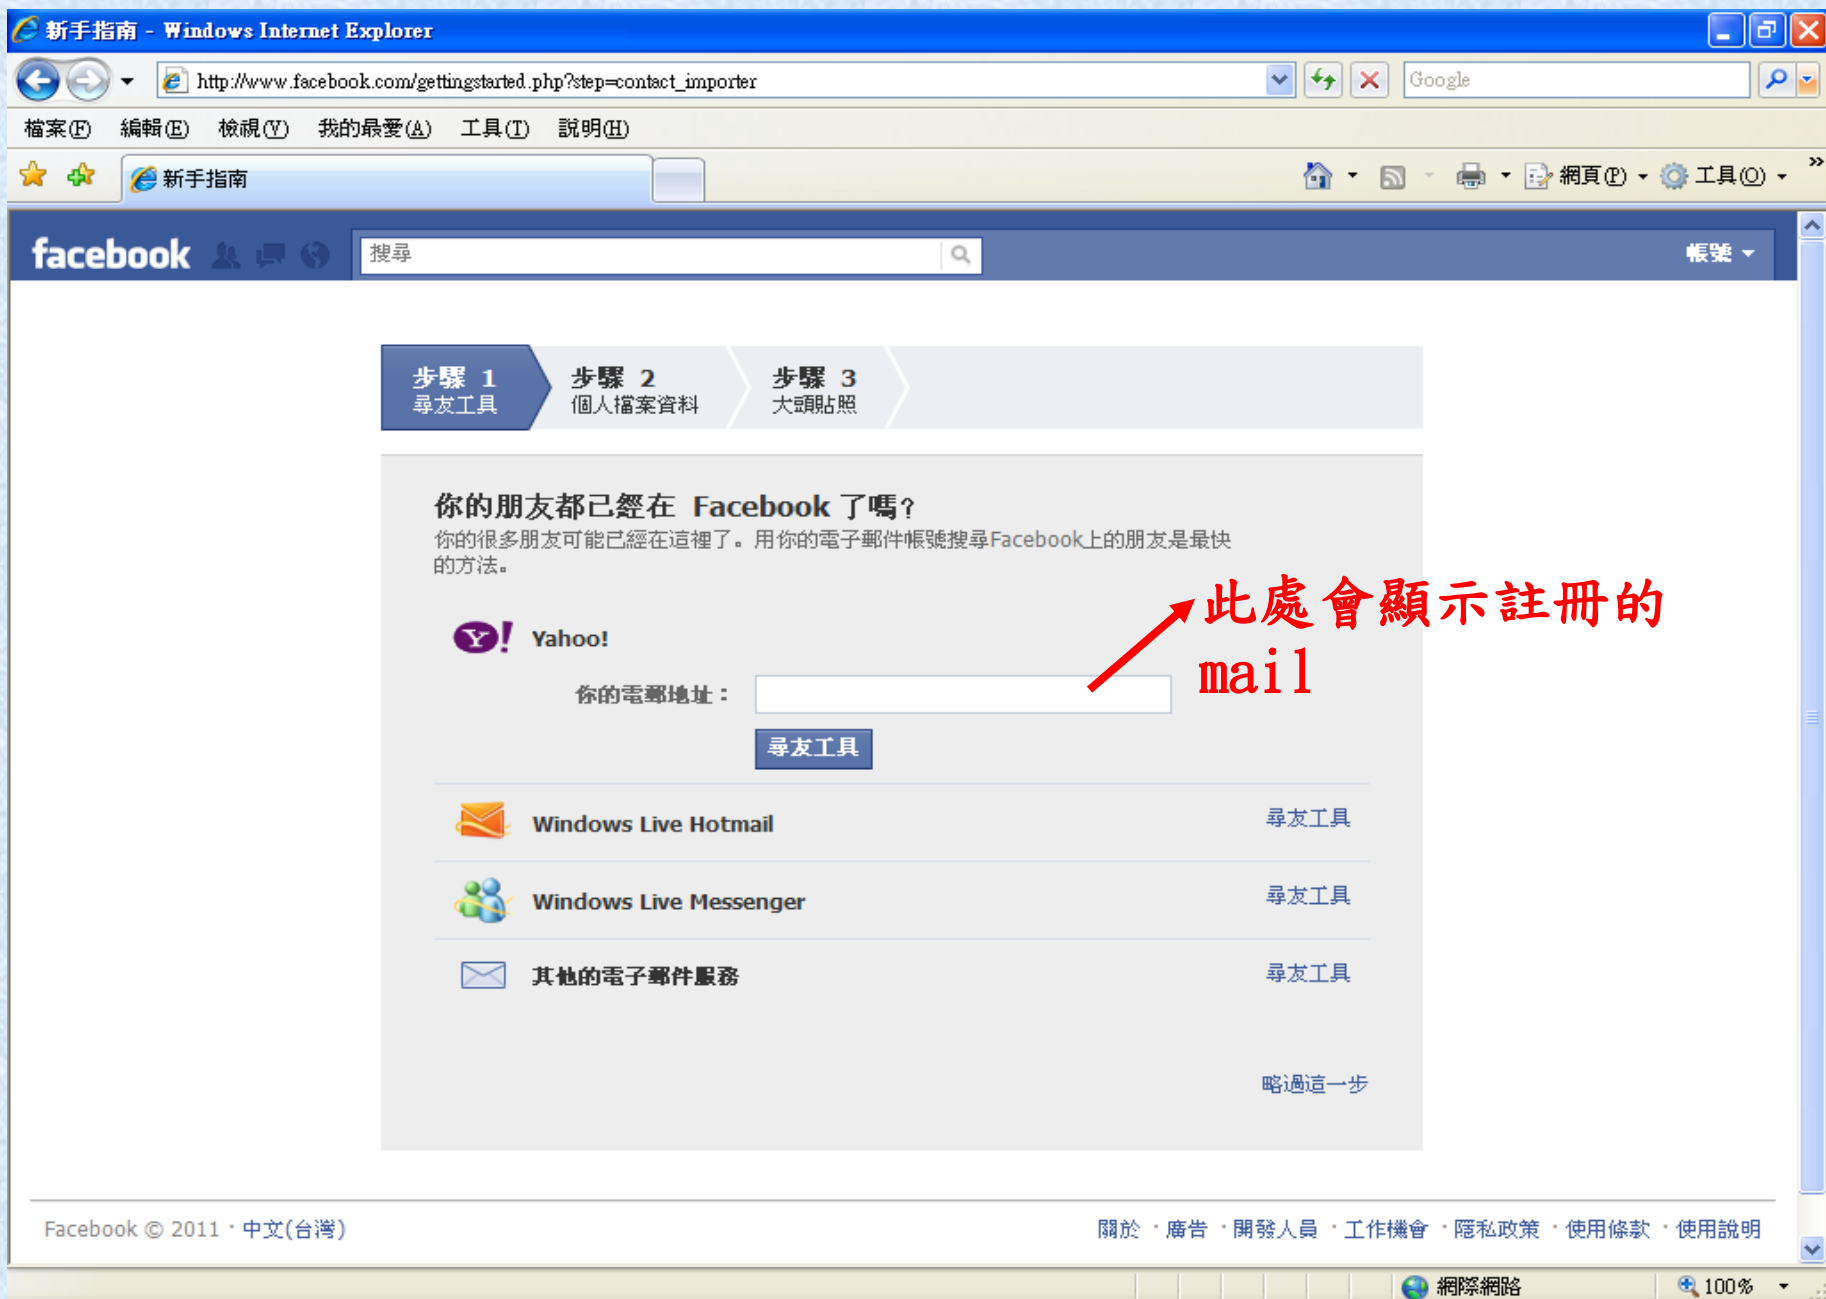 新手指南 - Windows Internet Explorer
http://www.facebook.com/gettingstarted.php?step=contact_importer
Google
檔案(F) 編輯(E) 檢視(V) 我的最愛(A) 工具(T) 說明(H)
新手指南
網頁(P) 工具(O) »
facebook 搜尋 帳號
步驟 1 步驟 2 步驟 3
尋友工具 個人檔案資料 大頭貼照
你的朋友都已經在 Facebook 了嗎?
你的很多朋友可能已經在這裡了。用你的電子郵件帳號搜尋Facebook上的朋友是最快
的方法。
此處會顯示註冊的
mail
Y! Yahoo!
你的電郵地址：
尋友工具
Windows Live Hotmail 尋友工具
Windows Live Messenger 尋友工具
其他的電子郵件服務 尋友工具
略過這一步
Facebook © 2011 · 中文(台灣)
關於 · 廣告 · 開發人員 · 工作機會 · 隱私政策 · 使用條款 · 使用說明
網際網路 100%